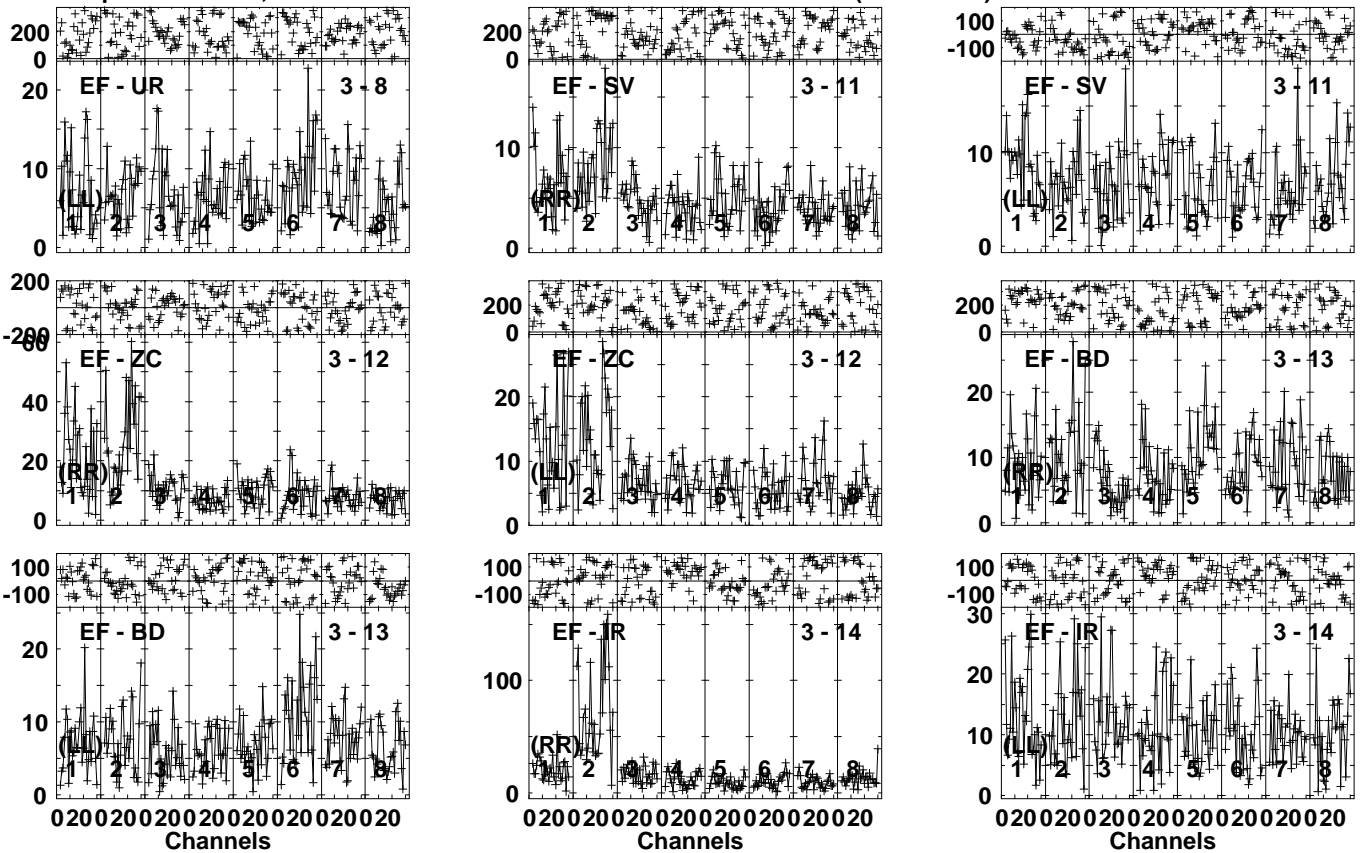 200 200 100
0 0 -100
EF - UR 3 - 8 EF - SV 3 - 11 EF - SV 3 - 11
20
10 10 10
(LL) (RR) (LL)
1 2 3 4 5 6 7 8 1 2 3 4 5 6 7 8 1 2 3 4 5 6 7 8
0 0 0
200 200 200
-200 0 0
60 EF - ZC 3 - 12 EF - ZC 3 - 12 EF - BD 3 - 13
40 20 20
20 10 10
(RR) (LL) (RR)
1 2 3 4 5 6 7 8 1 2 3 4 5 6 7 8 1 2 3 4 5 6 7 8
0 0 0
100 100 100
-100 -100 -100
EF - BD 3 - 13 EF - IR 3 - 14 30 EF - IR 3 - 14
20 100 20
10 10
(LL) (RR) (LL)
1 2 3 4 5 6 7 8 1 2 3 4 5 6 7 8 1 2 3 4 5 6 7 8
0 0 0
0 20 0 20 0 20 0 20 0 20 0 20 0 20 0 20 0 20 0 20 0 20 0 20 0 20 0 20 0 20 0 20 0 20 0 20 0 20 0 20 0 20 0 20 0 20 0 20
Channels Channels Channels